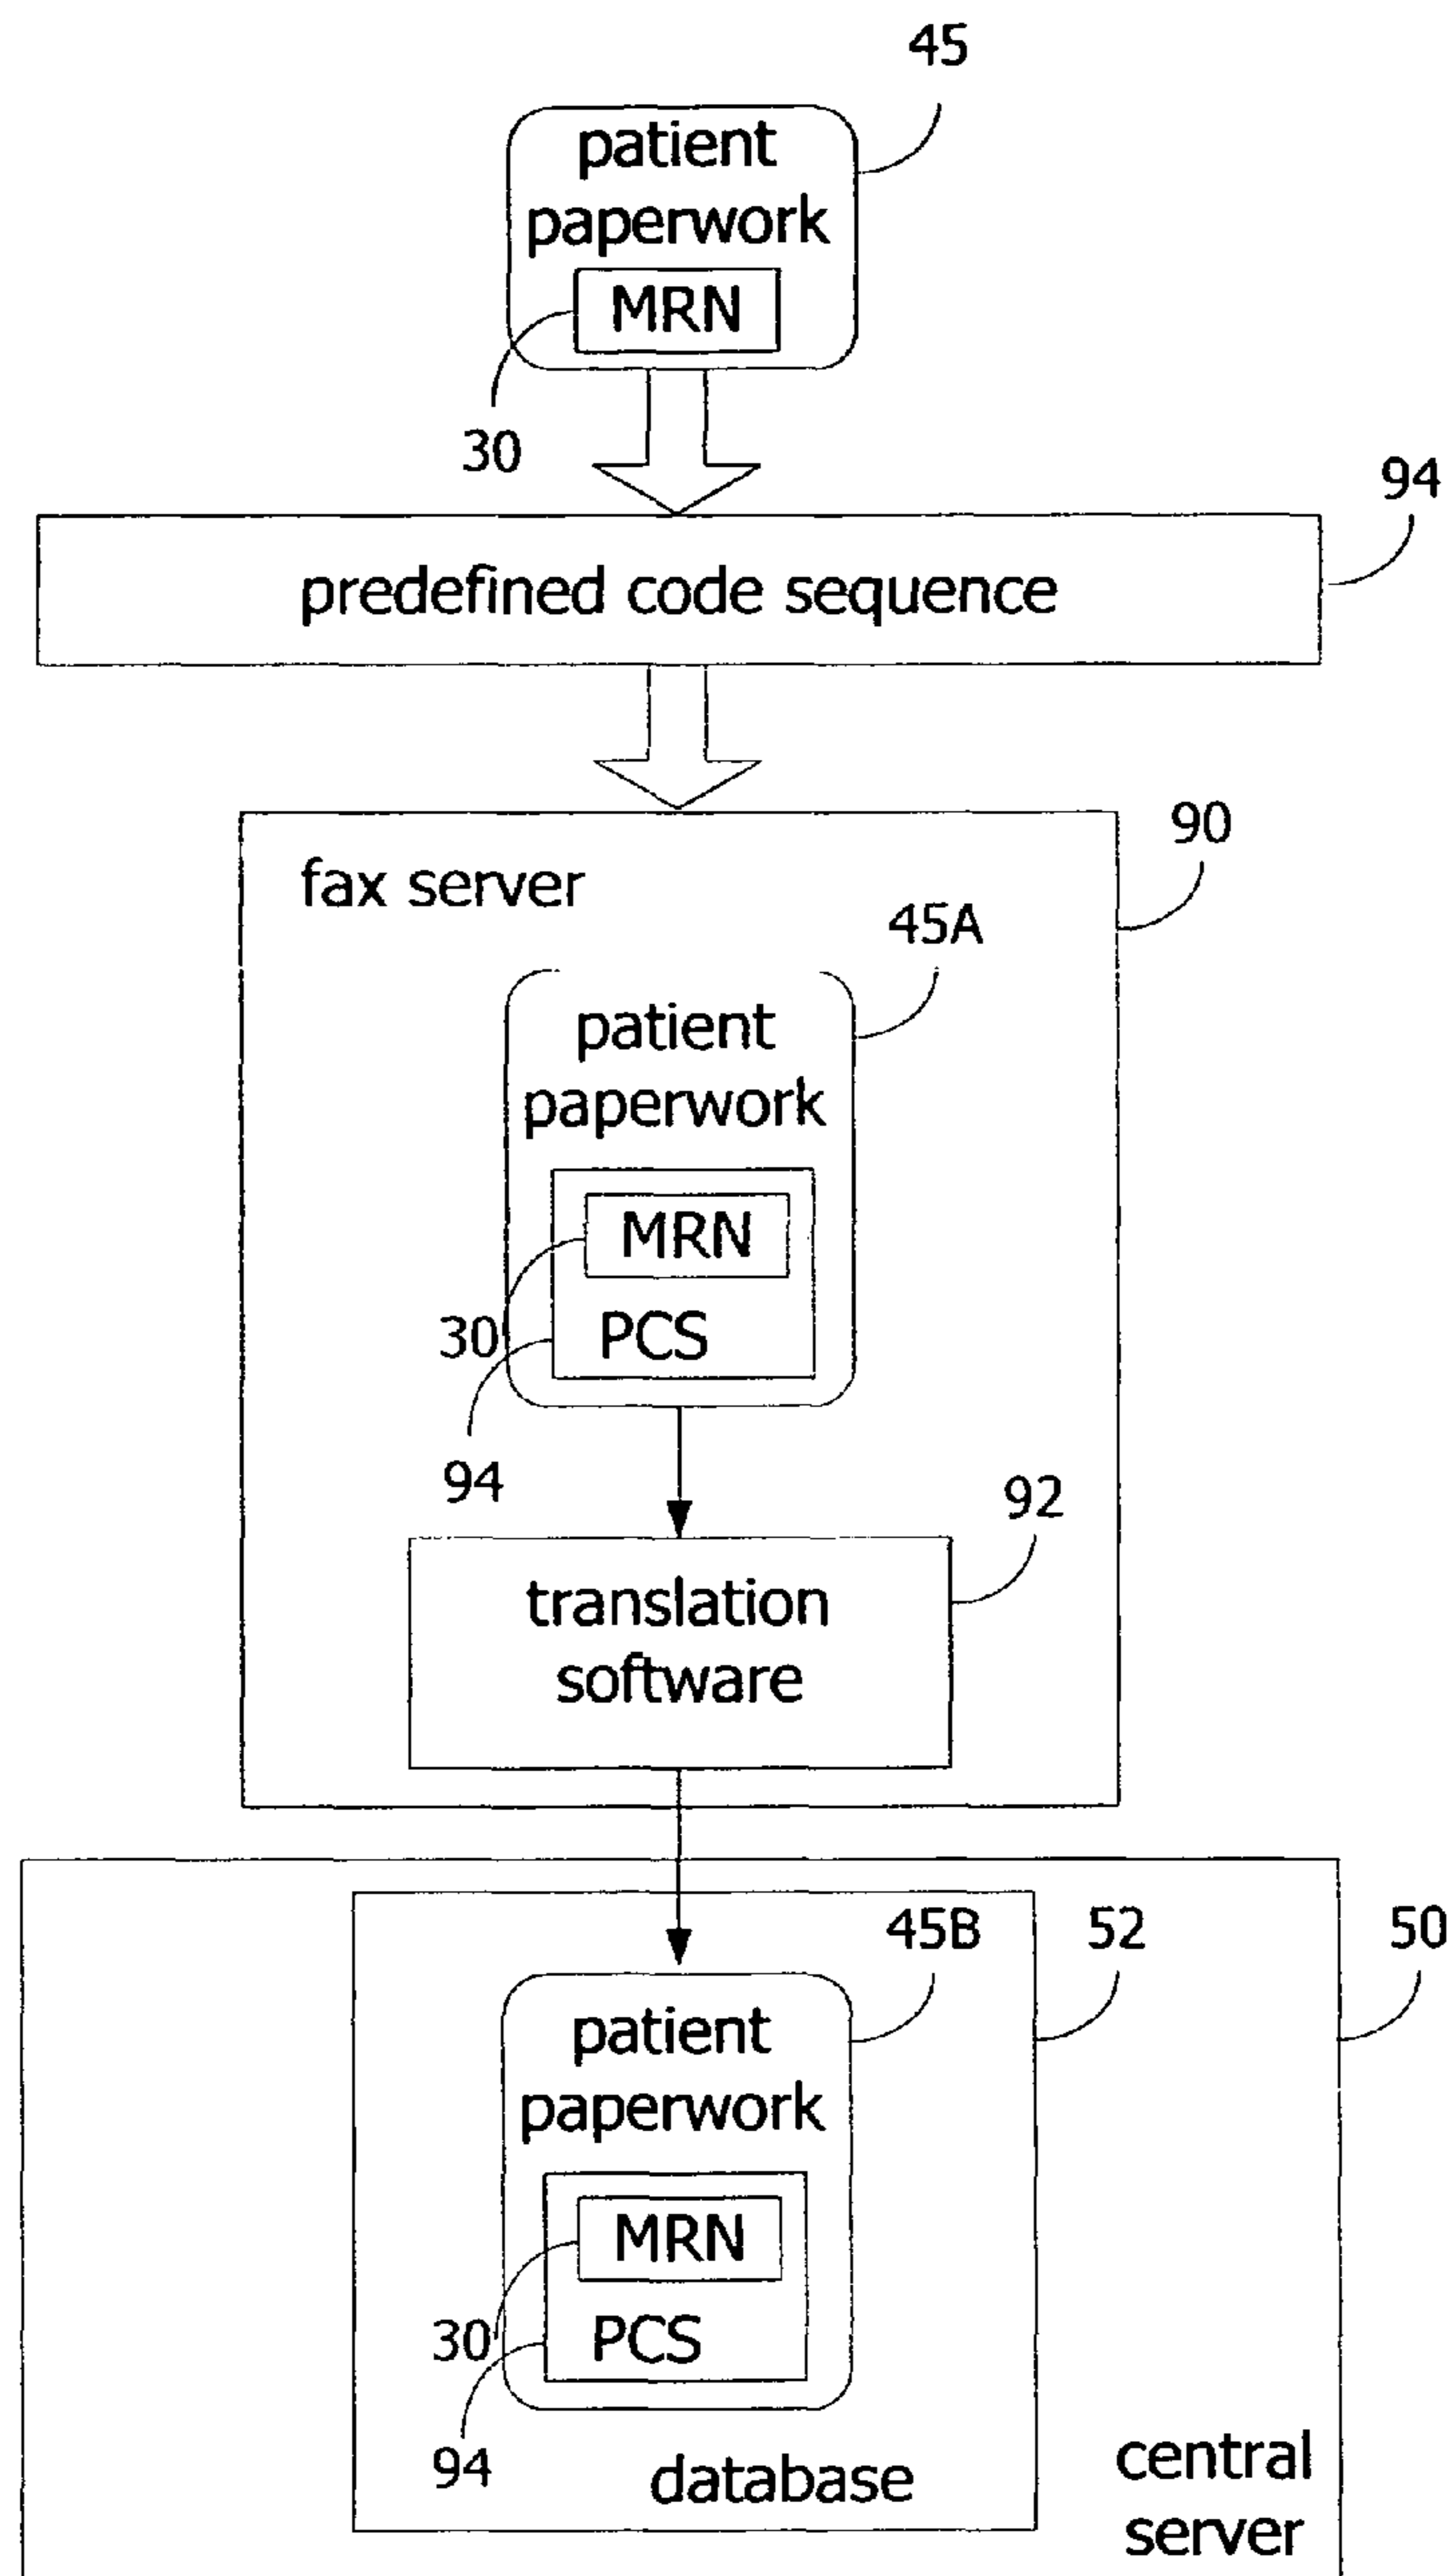 45
patient
paperwork
MRN
30
94
predefined code sequence
90
fax server
45A
patient
paperwork
MRN
30
PCS
94
92
translation
software
45B
52
50
patient
paperwork
MRN
30
PCS
94
database
central
server